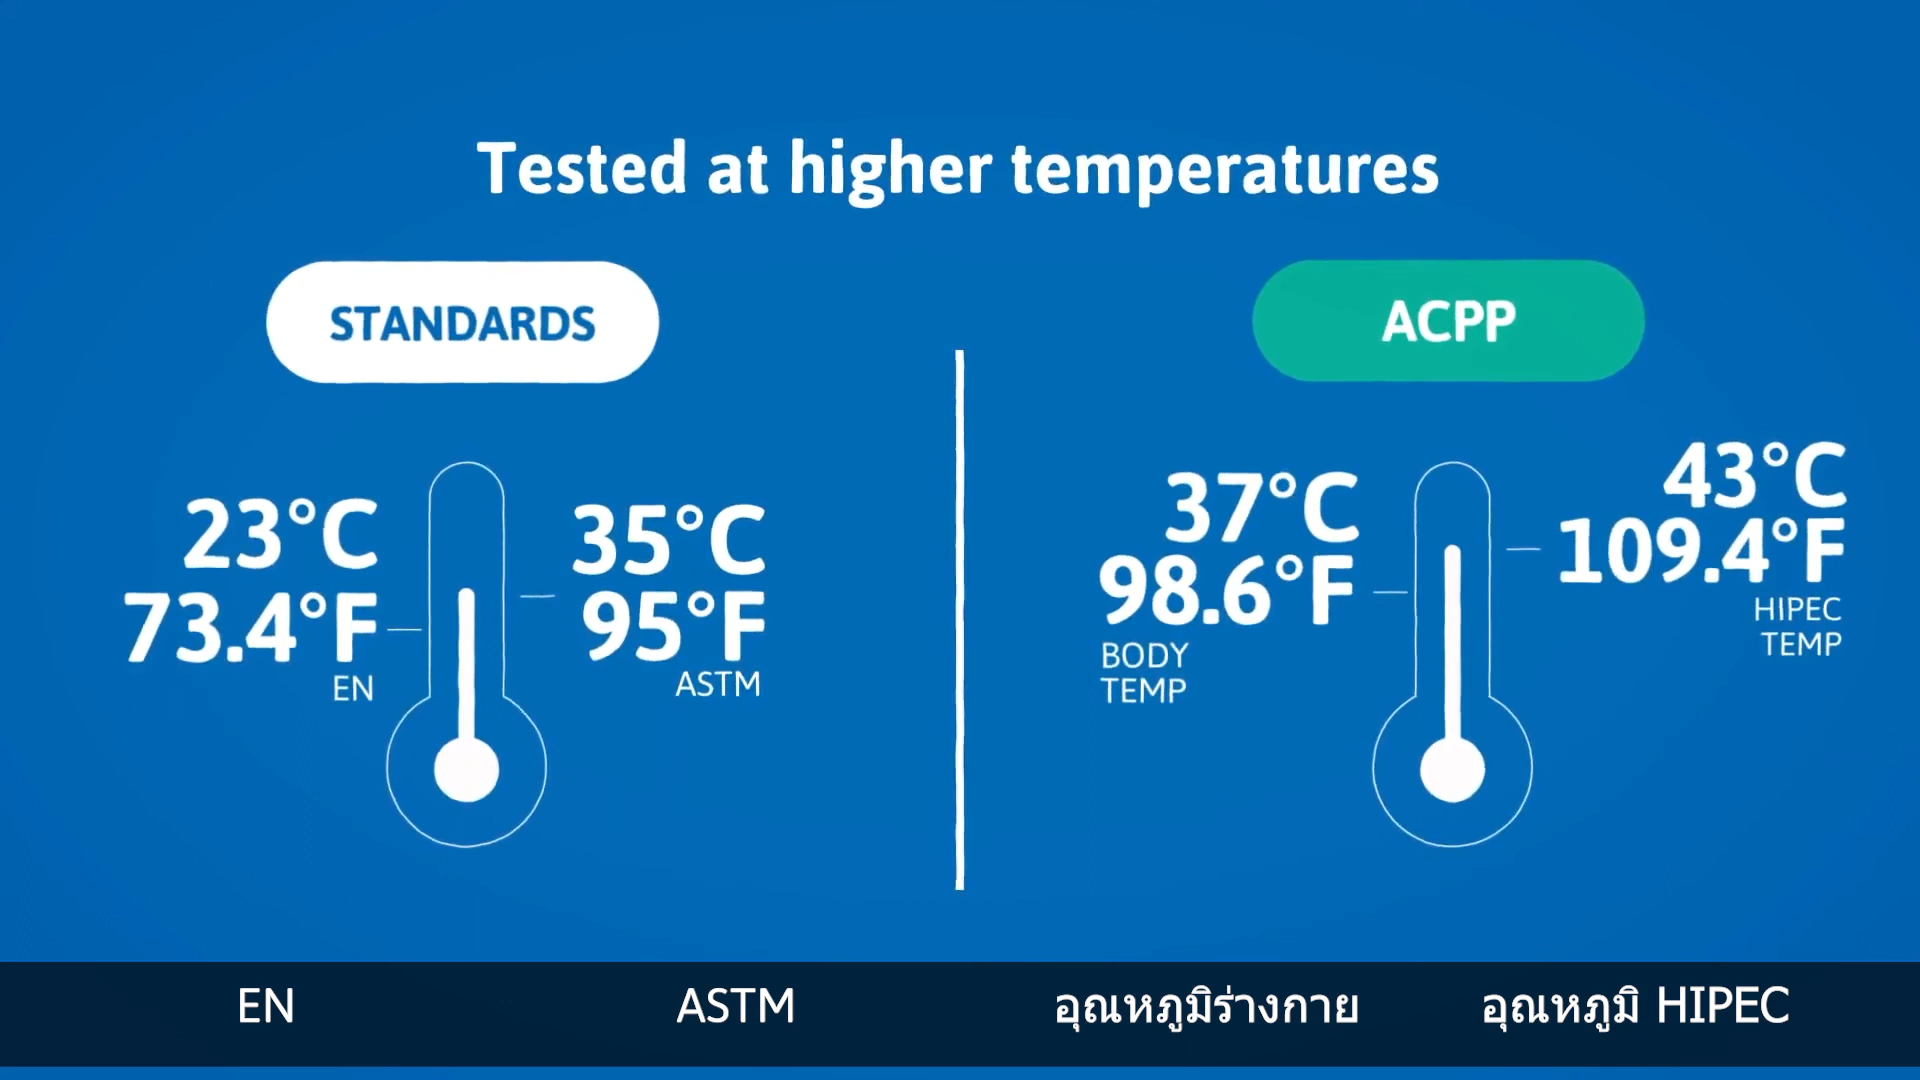 Tested at higher temperatures
STANDARDS
23°C
73.4°F
EN
35°C
95°F
ASTM
ACPP
37°C
98.6°F
BODY
TEMP
43°C
109.4°F
HIPEC
TEMP
EN ASTM อุณหภูมิร่างกาย อุณหภูมิ HIPEC